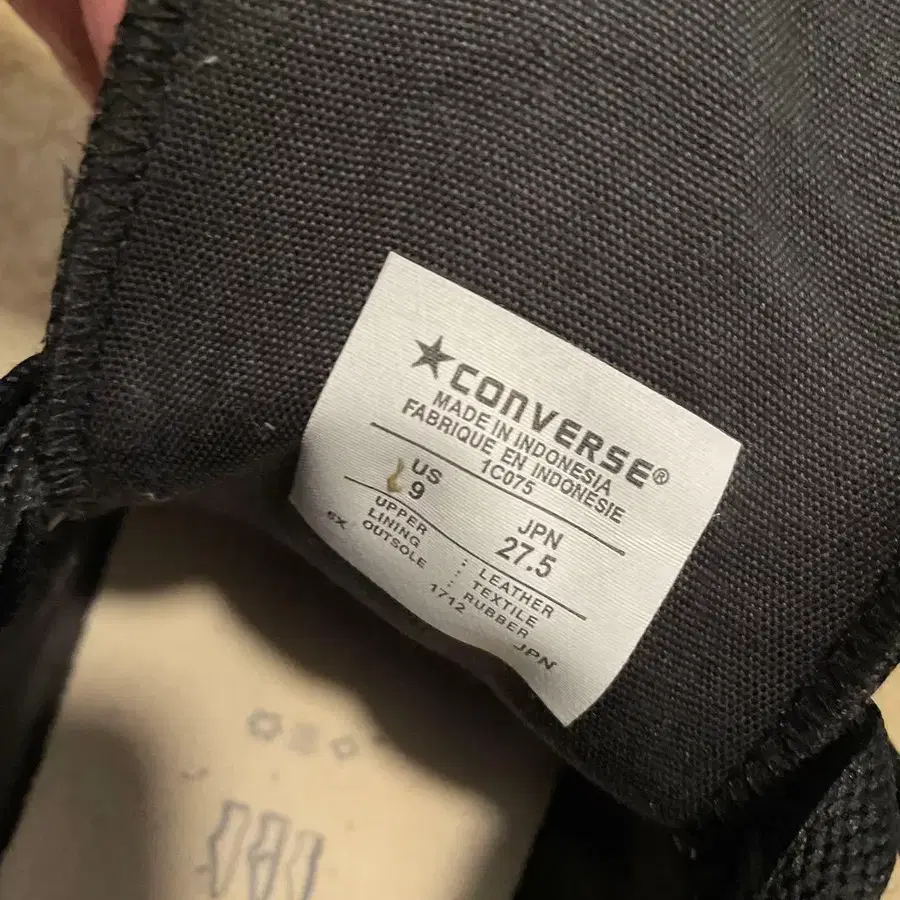 ★CONVERSE®
MADE IN INDONESIA
FABRIQUE EN INDONESIE
1C075
US JPN
9 27.5
UPPER : LEATHER
LINING : TEXTILE
OUTSOLE : RUBBER
6X 1712 JPN